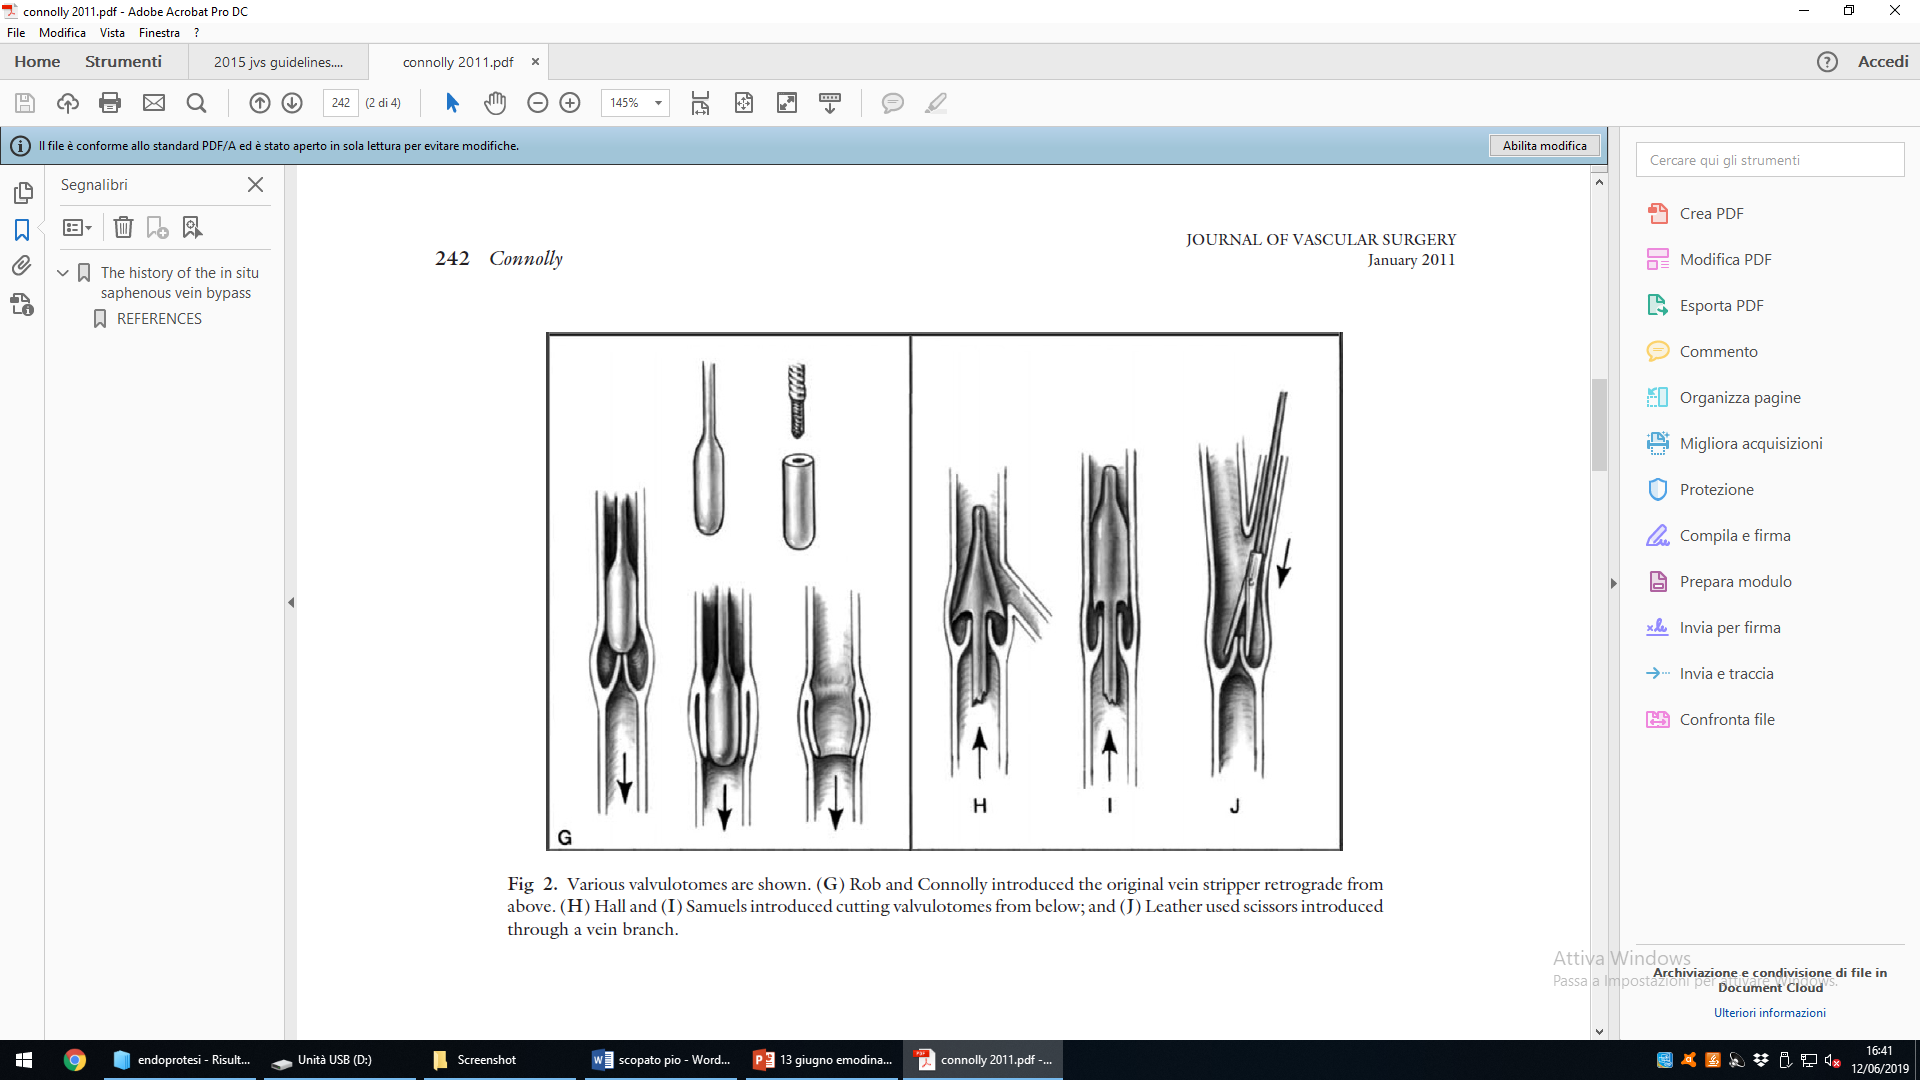 connolly 2011.pdf - Adobe Acrobat Pro DC
File Modifica Vista Finestra ?
Home Strumenti 2015 jvs guidelines.... connolly 2011.pdf × Accedi
242 (2 di 4) 145%
Il file è conforme allo standard PDF/A ed è stato aperto in sola lettura per evitare modifiche. Abilita modifica
Segnalibri
The history of the in situ
saphenous vein bypass
REFERENCES
242 Connolly
JOURNAL OF VASCULAR SURGERY
January 2011
G
H I J
Fig 2. Various valvulotomes are shown. (G) Rob and Connolly introduced the original vein stripper retrograde from
above. (H) Hall and (I) Samuels introduced cutting valvulotomes from below; and (J) Leather used scissors introduced
through a vein branch.
Cercare qui gli strumenti
Crea PDF
Modifica PDF
Esporta PDF
Commento
Organizza pagine
Migliora acquisizioni
Protezione
Compila e firma
Prepara modulo
Invia per firma
Invia e traccia
Confronta file
Attiva Windows
Passa a Impostazioni per attivare Windows.
Archiviazione e condivisione di file in
Document Cloud
Ulteriori informazioni
endoprotesi - Risult... Unità USB (D:) Screenshot scopato pio - Word... 13 giugno emodina... connolly 2011.pdf -...
16:41
12/06/2019